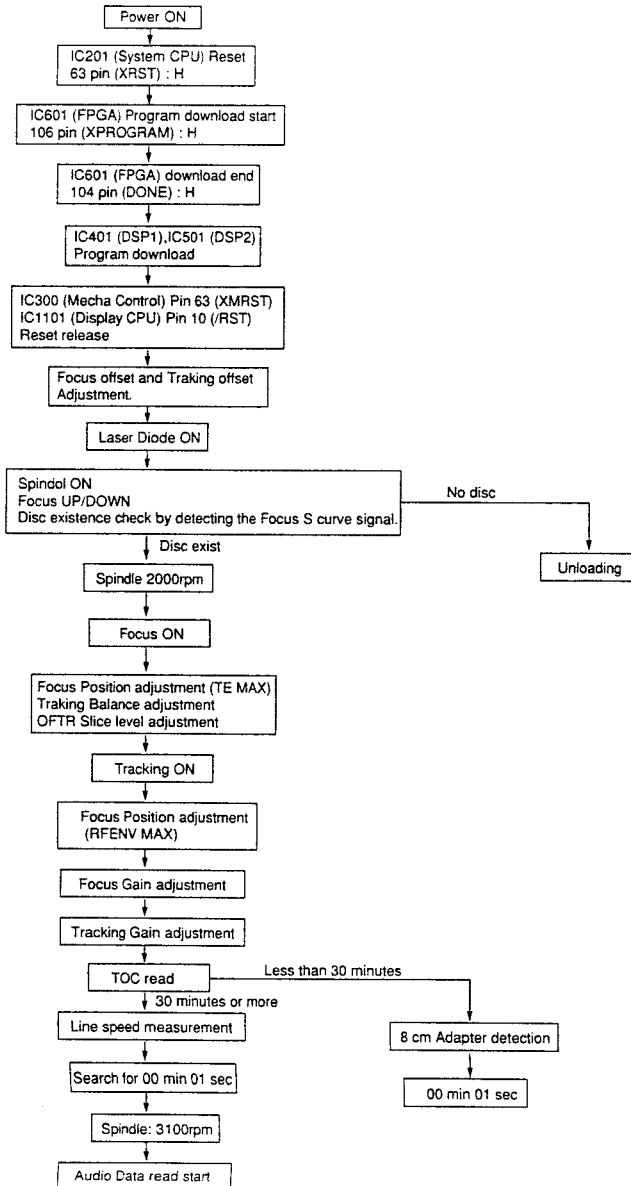 Power ON
IC201 (System CPU) Reset
63 pin (XRST) : H
IC601 (FPGA) Program download start
106 pin (XPROGRAM) : H
IC601 (FPGA) download end
104 pin (DONE) : H
IC401 (DSP1),IC501 (DSP2)
Program download
IC300 (Mecha Control) Pin 63 (XMRST)
IC1101 (Display CPU) Pin 10 (/RST)
Reset release
Focus offset and Traking offset
Adjustment.
Laser Diode ON
Spindol ON
Focus UP/DOWN
Disc existence check by detecting the Focus S curve signal.
No disc
Unloading
Disc exist
Spindle 2000rpm
Focus ON
Focus Position adjustment (TE MAX)
Traking Balance adjustment
OFTR Slice level adjustment
Tracking ON
Focus Position adjustment
(RFENV MAX)
Focus Gain adjustment
Tracking Gain adjustment
TOC read
Less than 30 minutes
30 minutes or more
Line speed measurement
8 cm Adapter detection
Search for 00 min 01 sec
00 min 01 sec
Spindle: 3100rpm
Audio Data read start